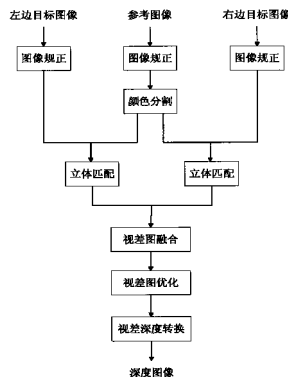 左边目标图像 参考图像 右边目标图像
图像规正 图像规正 图像规正
颜色分割
立体匹配 立体匹配
视差图融合
视差图优化
视差深度转换
深度图像